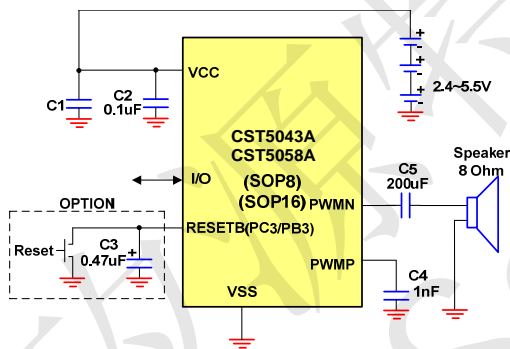 VCC
C1
C2
0.1uF
+
-
+
-
+
-
2.4~5.5V
CST5043A
CST5058A
(SOP8)
(SOP16)
I/O
C5
200uF
Speaker
8 Ohm
PWMN
OPTION
RESETB(PC3/PB3)
Reset
C3
0.47uF
+
PWMP
C4
1nF
VSS